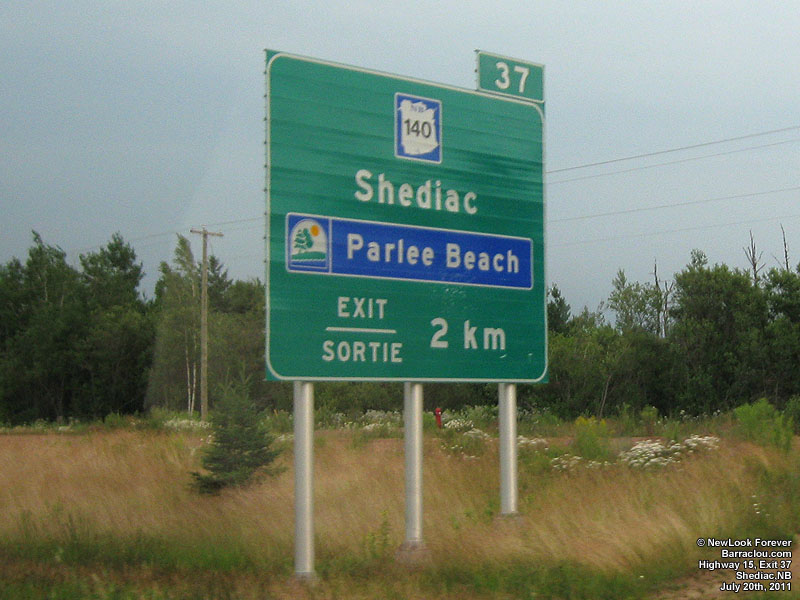 37
NB
140
Shediac
Parlee Beach
EXIT
SORTIE
2 km
© NewLook Forever
Barraclou.com
Highway 15, Exit 37
Shediac,NB
July 20th, 2011